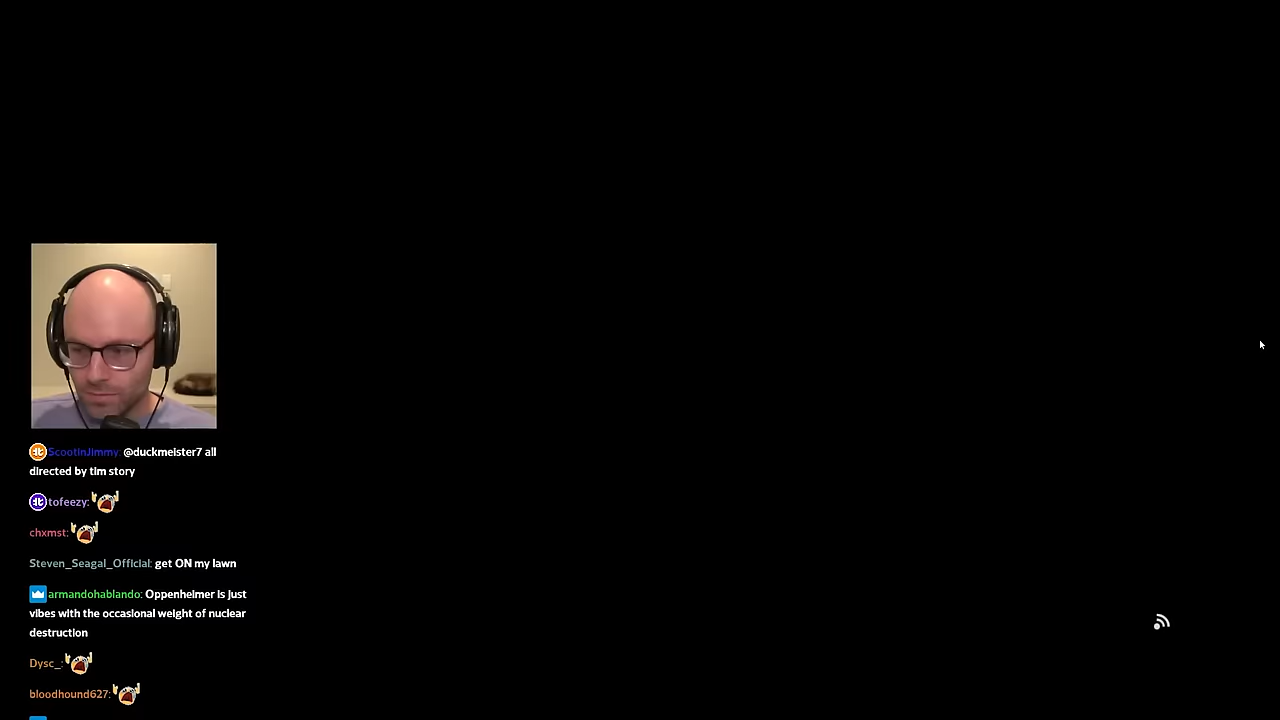 ScootinJimmy: @duckmeister7 all
directed by tim story
tofeezy:
chxmst:
Steven_Seagal_Official: get ON my lawn
armandohablando: Oppenheimer is just
vibes with the occasional weight of nuclear
destruction
Dysc_:
bloodhound627: